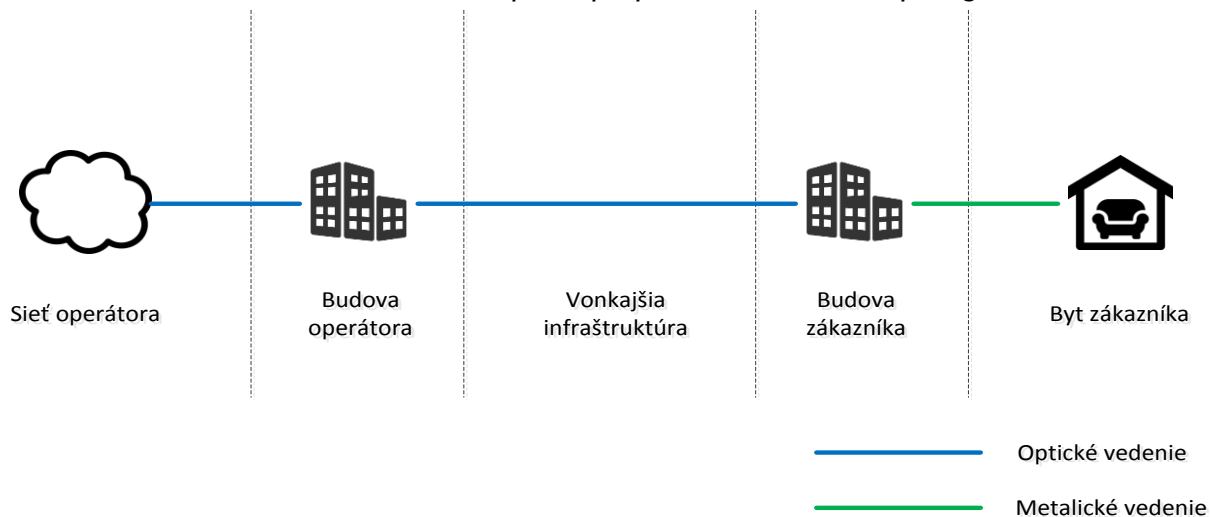 Sieť operátora
Budova
operátora
Vonkajšia
infraštruktúra
Budova
zákazníka
Byt zákazníka
Optické vedenie
Metalické vedenie